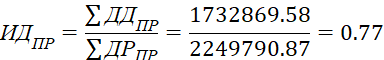 ИД_ПР = ∑ ДД_ПР / ∑ ДР_ПР = 1732869.58 / 2249790.87 = 0.77